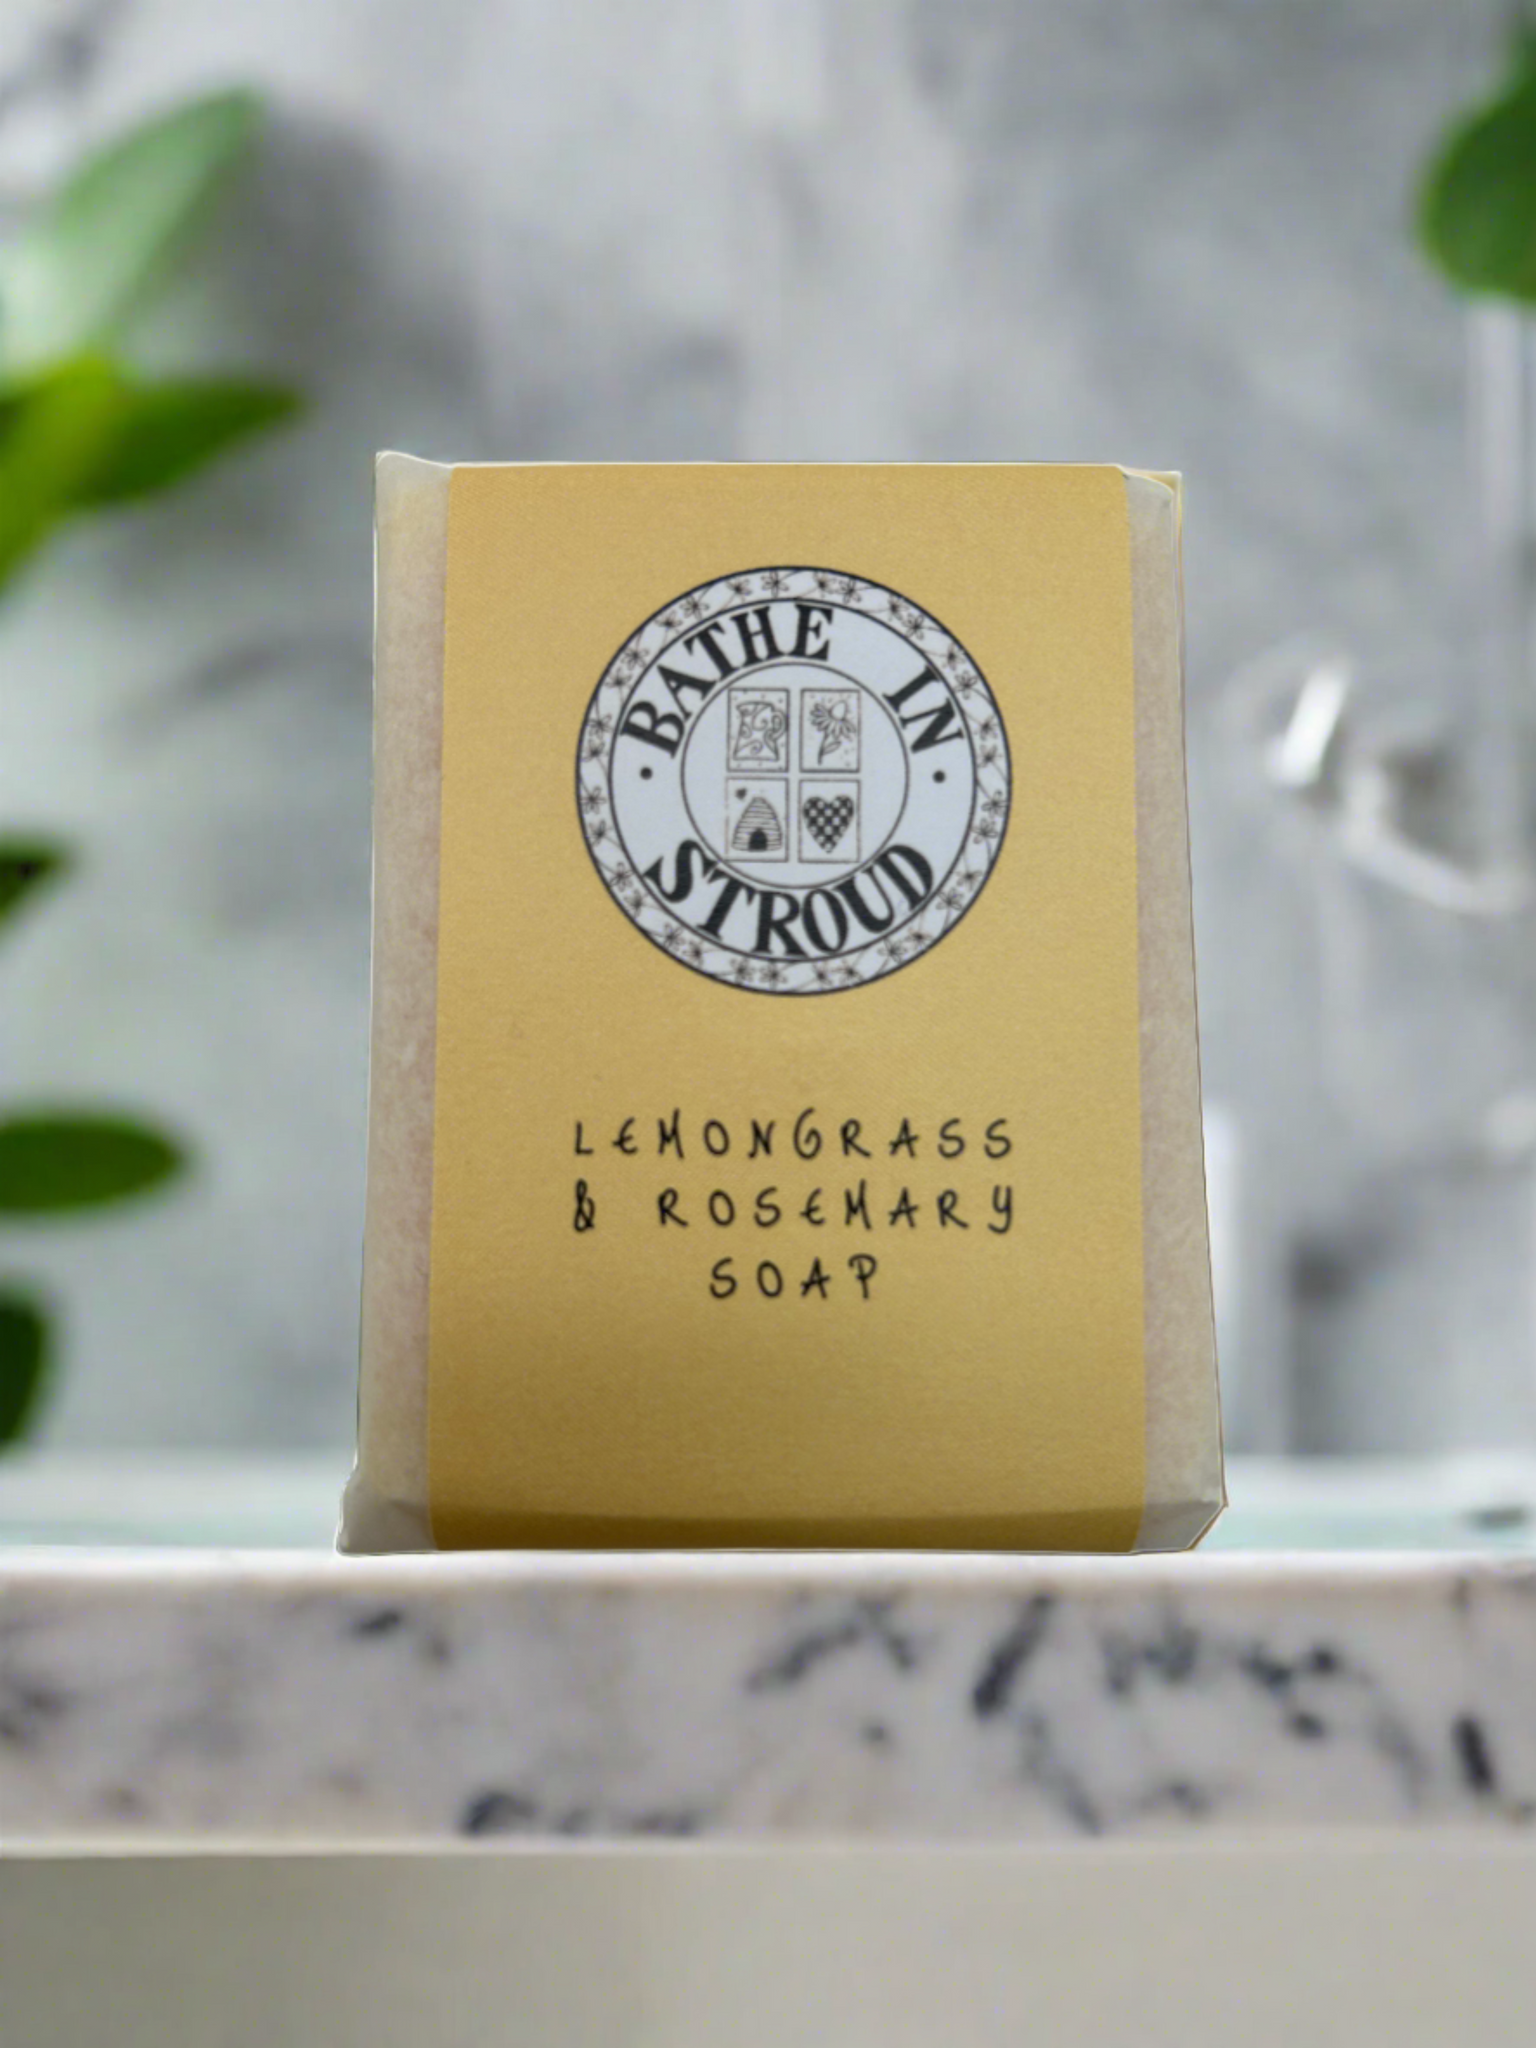 BATHE IN
STROUD
LEMONGRASS
& ROSEMARY
SOAP